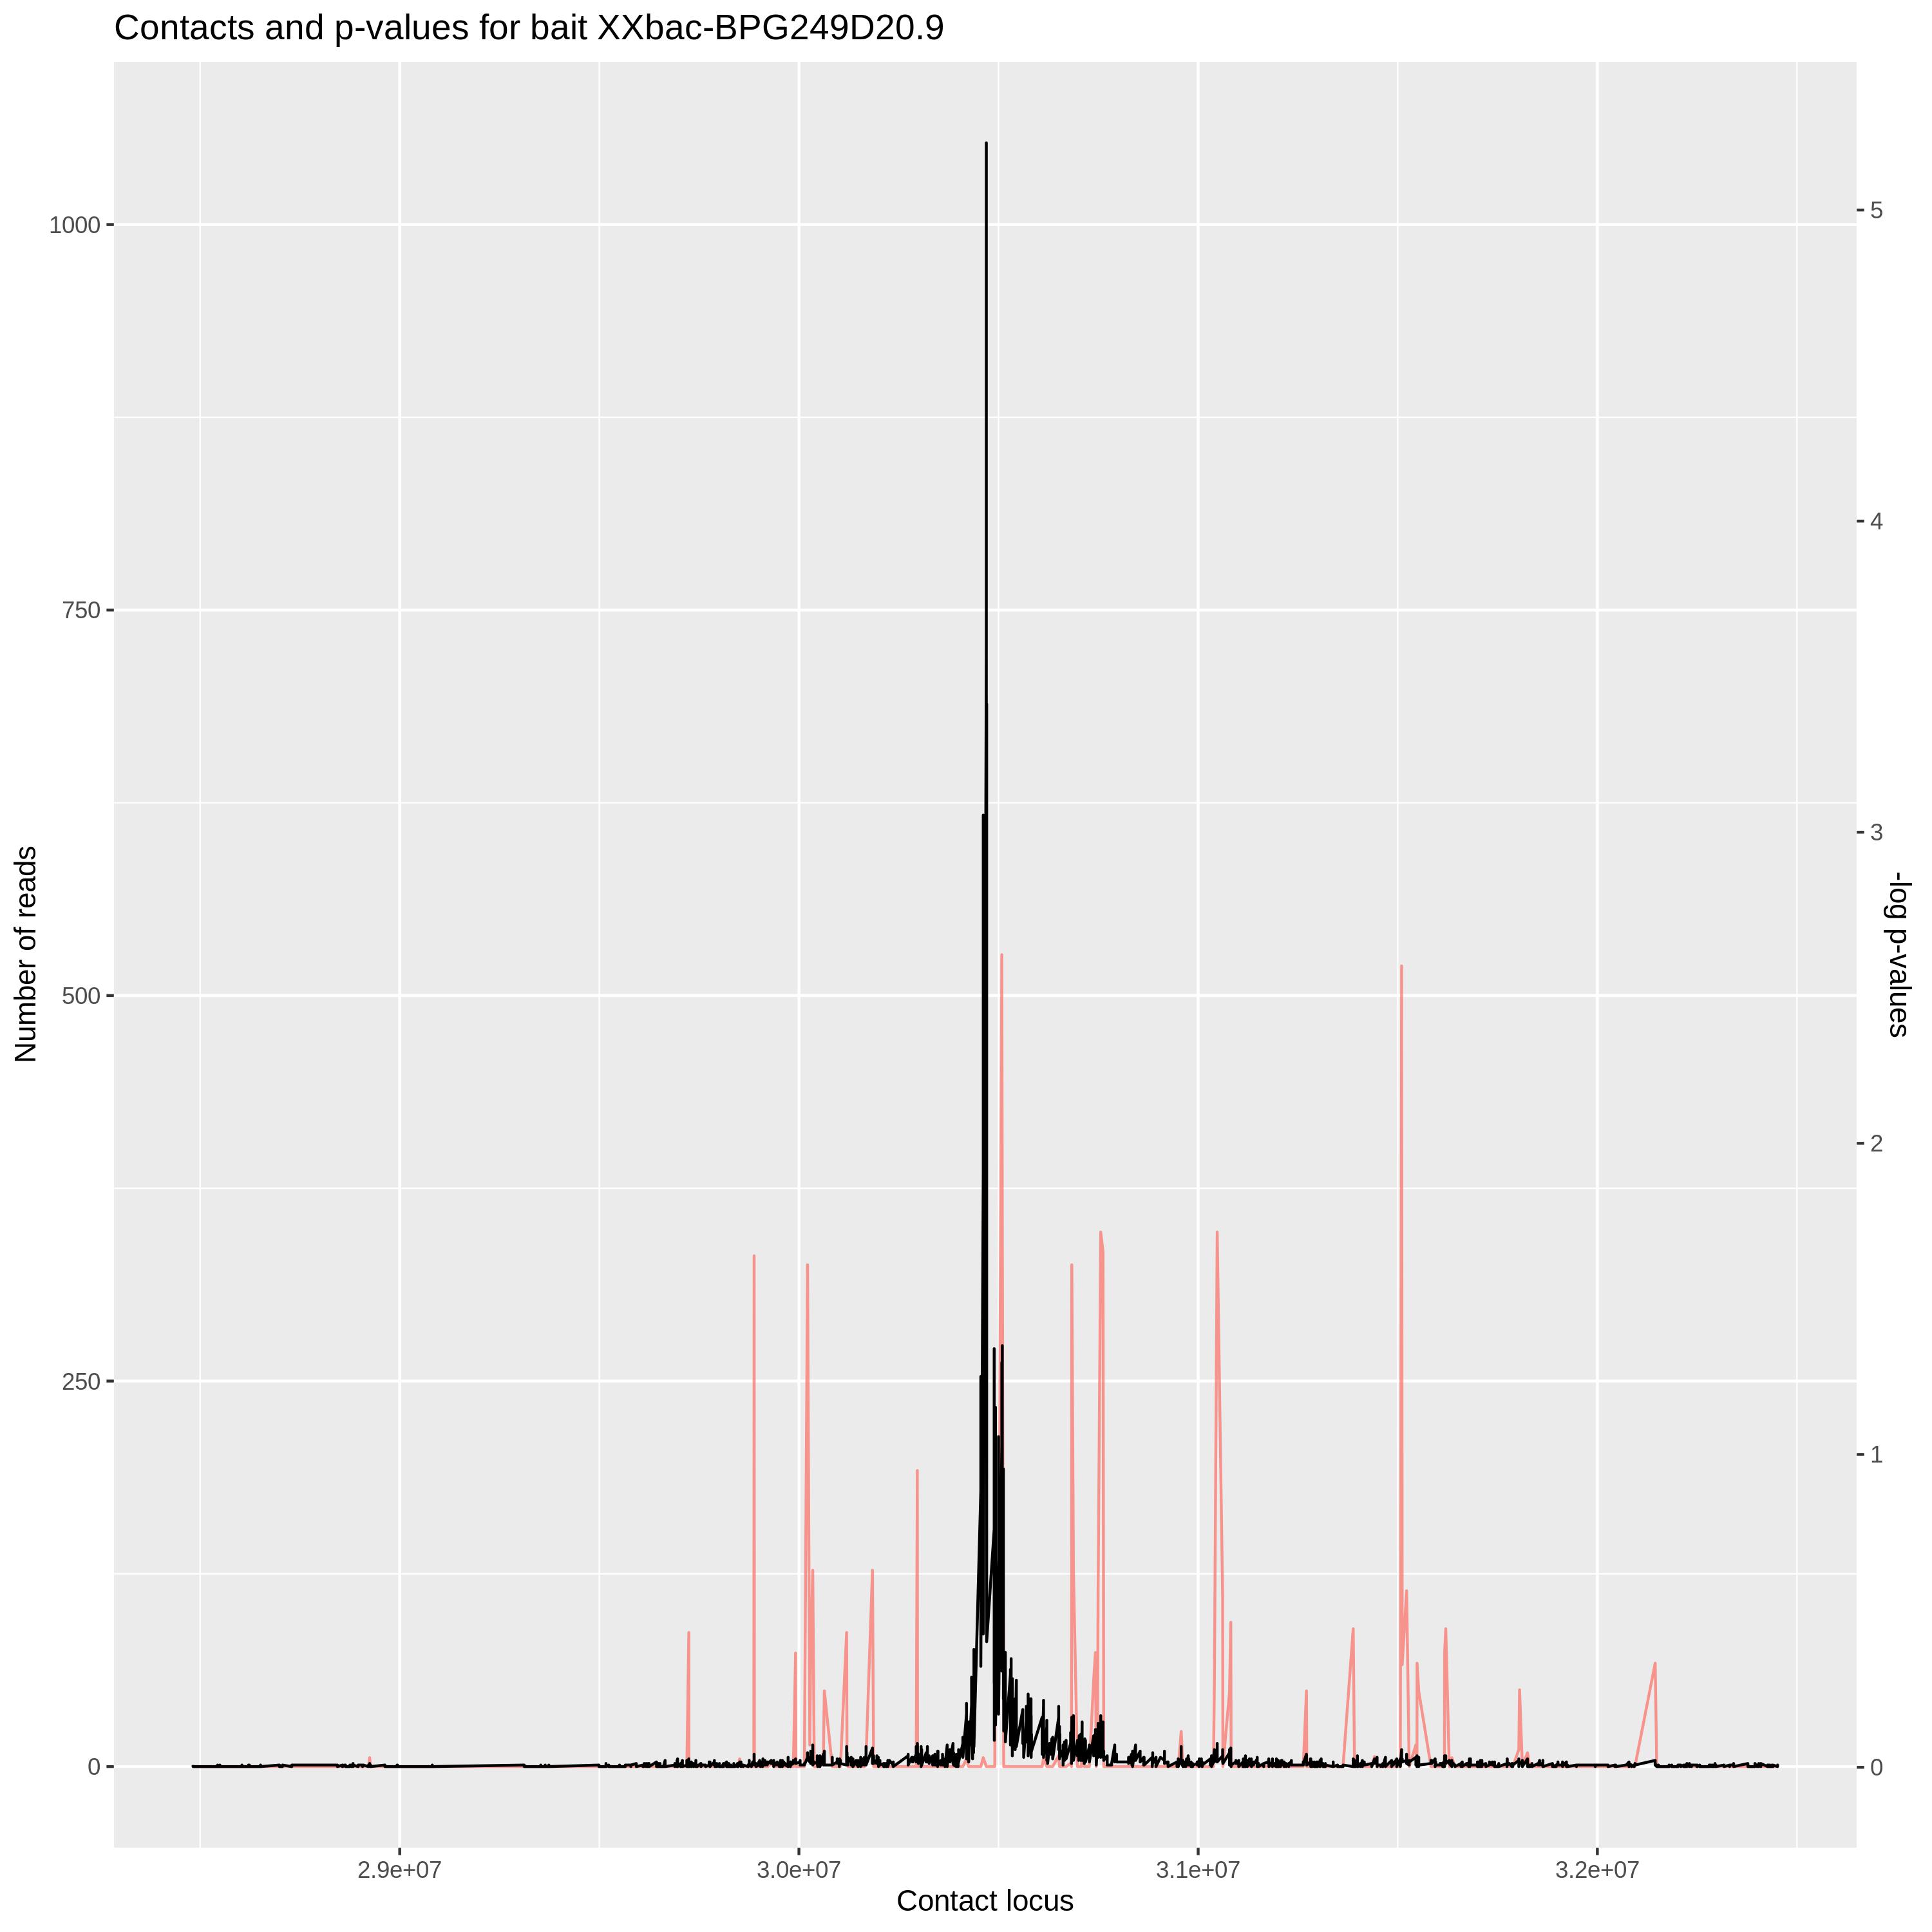 Contacts and p-values for bait XXbac-BPG249D20.9
Number of reads
1000
750
500
250
0
5
4
3
2
1
0
-log p-values
2.9e+07
3.0e+07
3.1e+07
3.2e+07
Contact locus